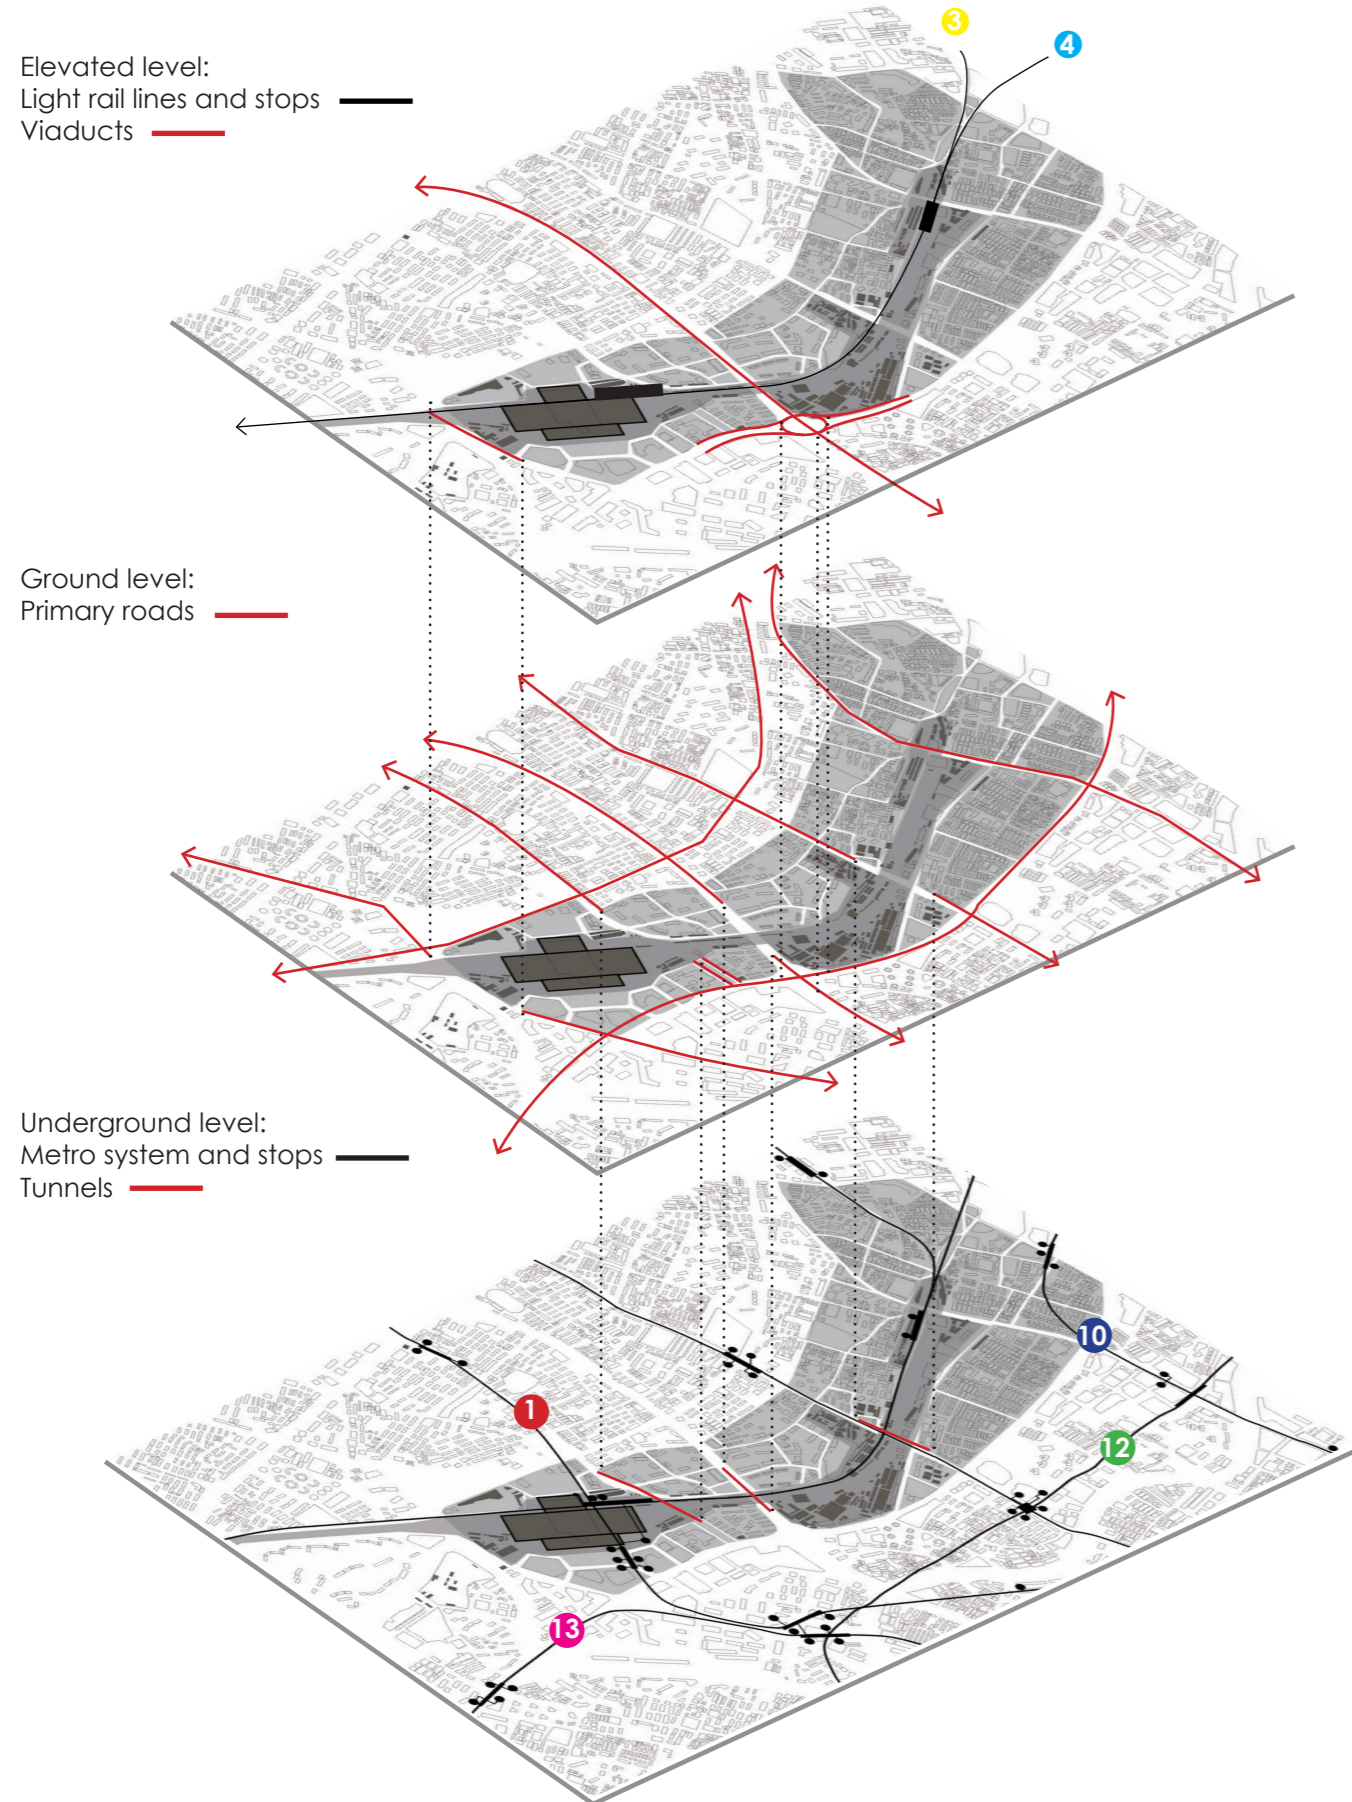 3
4
Elevated level:
Light rail lines and stops
Viaducts
Ground level:
Primary roads
Underground level:
Metro system and stops
Tunnels
10
1
12
13